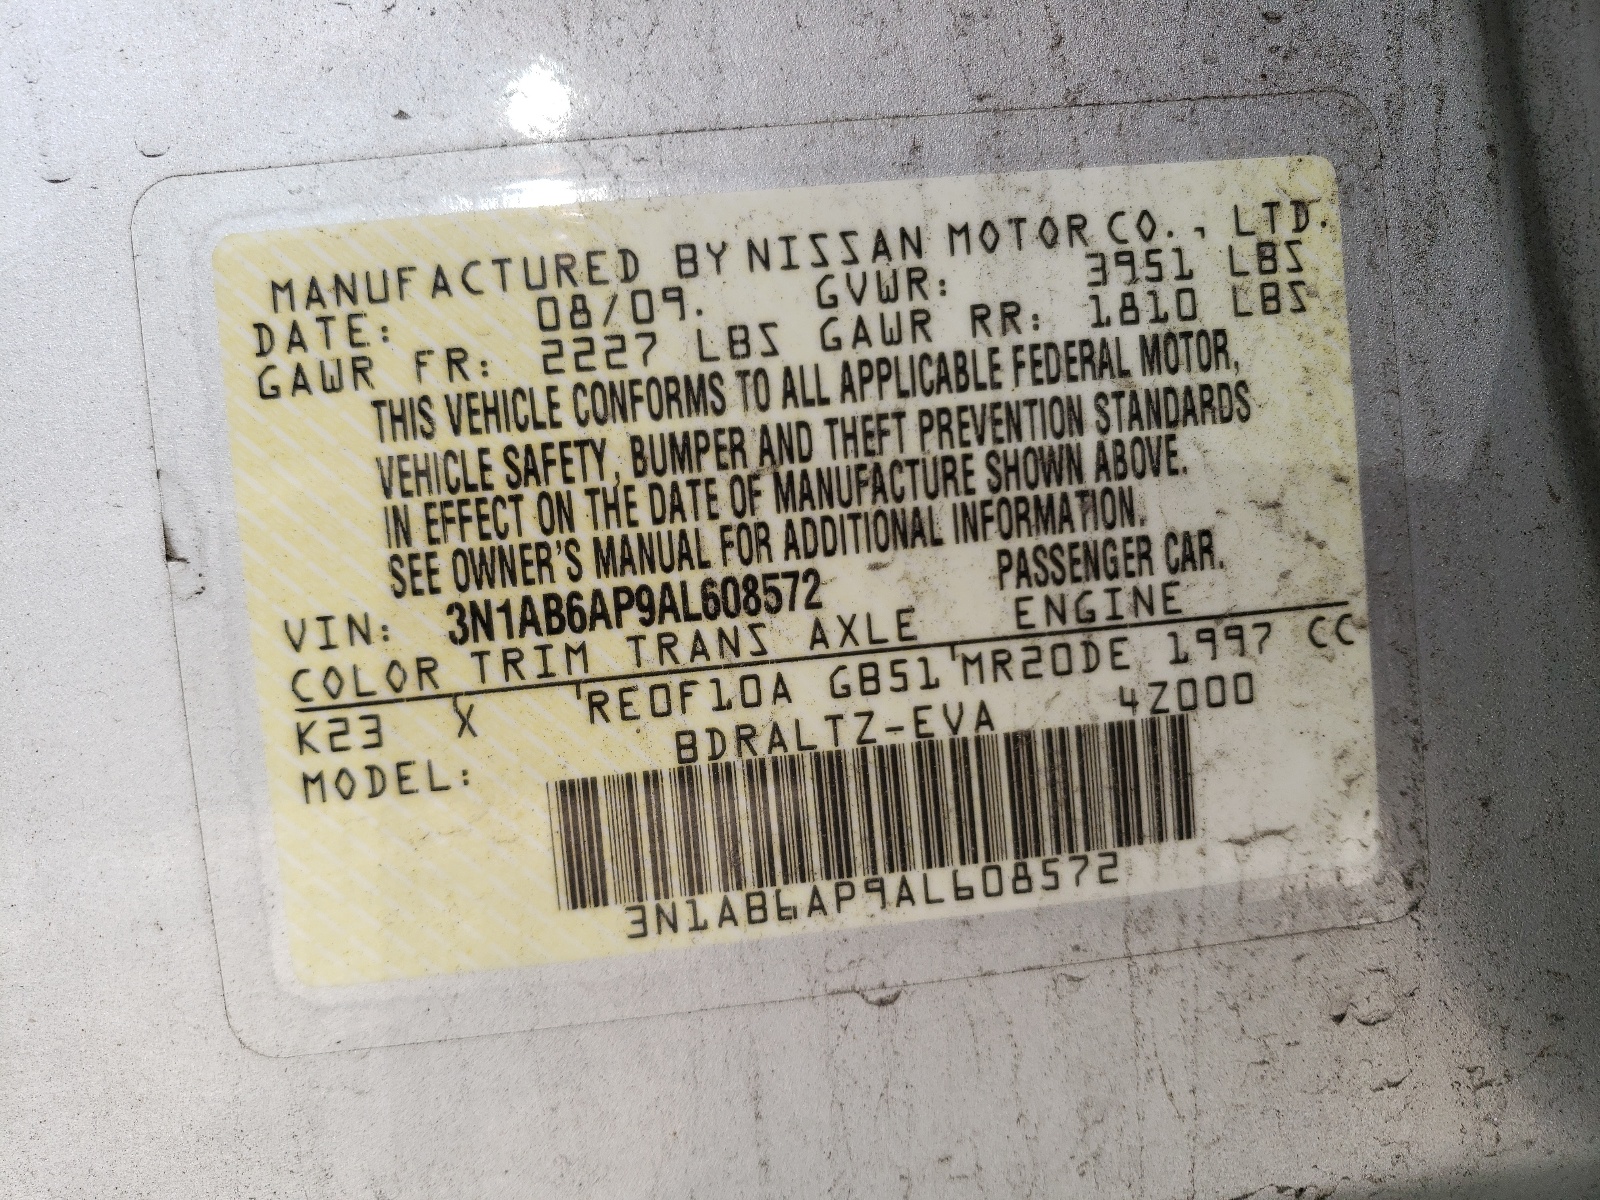 MANUFACTURED BY NISSAN MOTOR CO., LTD.
DATE: 08/09. GVWR: 3951 LBS
GAWR FR: 2227 LBS GAWR RR: 1810 LBS
THIS VEHICLE CONFORMS TO ALL APPLICABLE FEDERAL MOTOR,
VEHICLE SAFETY, BUMPER AND THEFT PREVENTION STANDARDS
IN EFFECT ON THE DATE OF MANUFACTURE SHOWN ABOVE.
SEE OWNER'S MANUAL FOR ADDITIONAL INFORMATION.
VIN: 3N1AB6AP9AL608572 PASSENGER CAR.
COLOR TRIM TRANS AXLE ENGINE
K23 X RE0F10A GB51 MR20DE 1997 CC
MODEL: BDRALTZ-EVA 4Z000
3N1AB6AP9AL608572